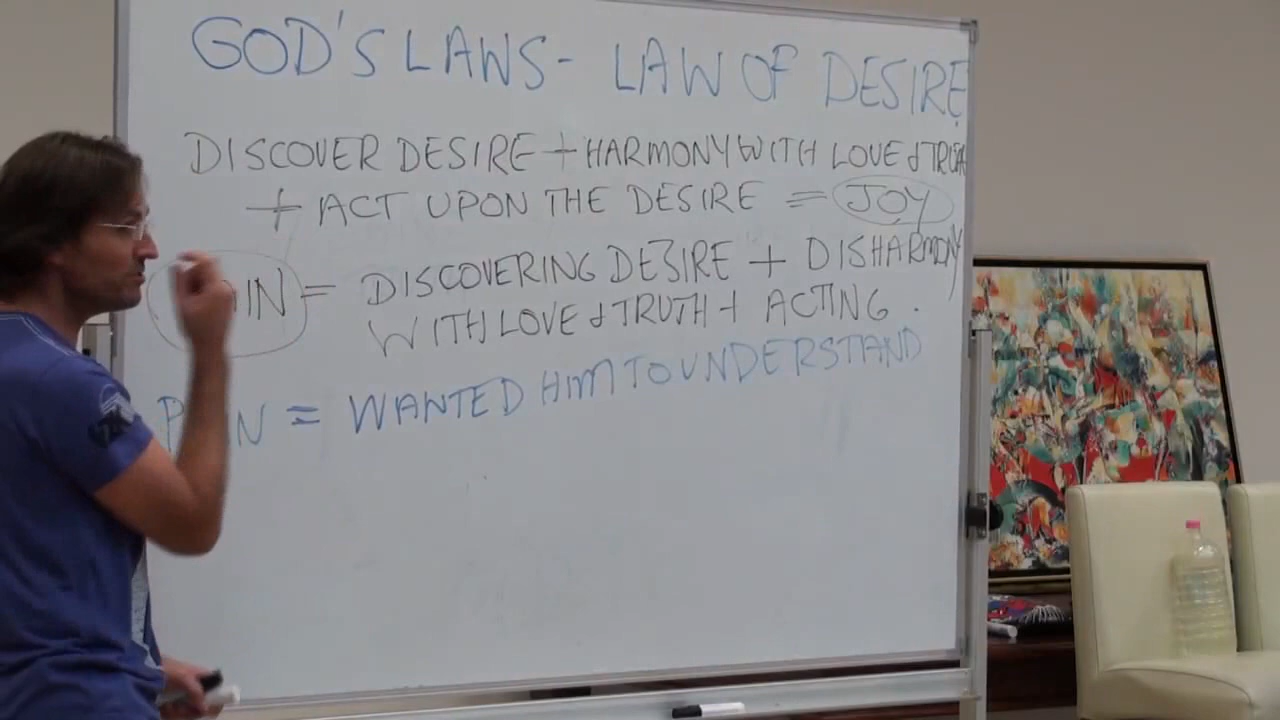 GOD'S LAWS - LAW OF DESIRE
DISCOVER DESIRE + HARMONY WITH LOVE & TRUTH
+ ACT UPON THE DESIRE = JOY
= DISCOVERING DESIRE + DISHARMONY
WITH LOVE & TRUTH + ACTING.
= WANTED HIM TO UNDERSTAND